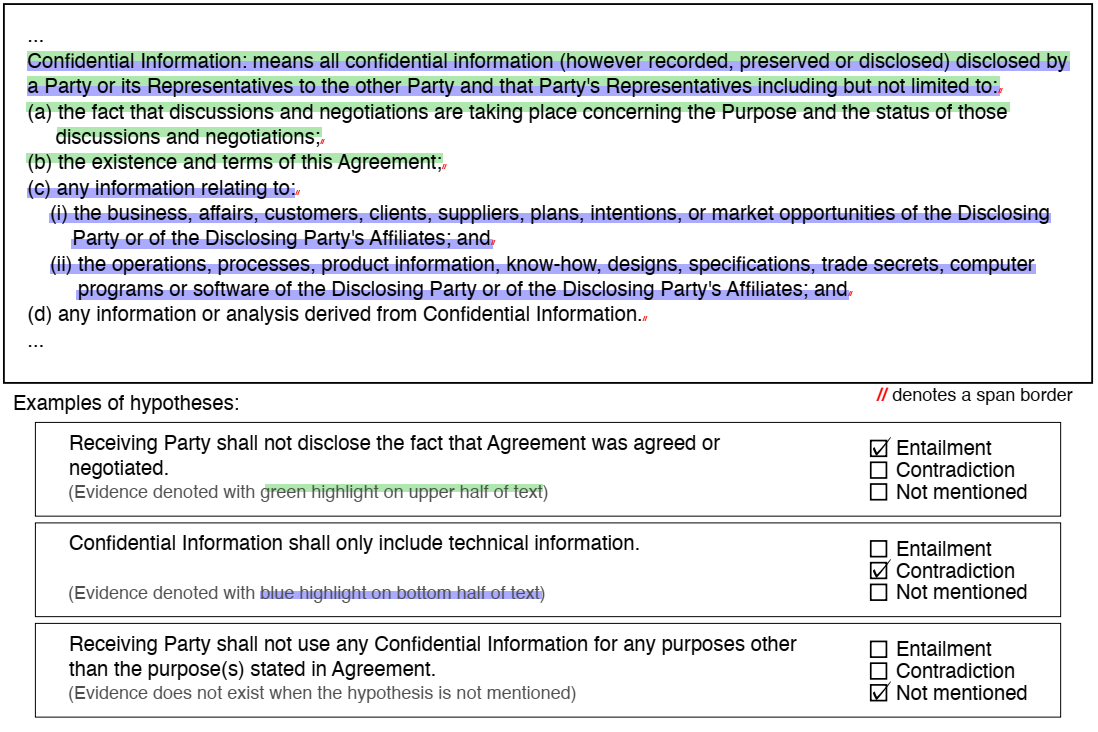 ...
Confidential Information: means all confidential information (however recorded, preserved or disclosed) disclosed by
a Party or its Representatives to the other Party and that Party's Representatives including but not limited to://
(a) the fact that discussions and negotiations are taking place concerning the Purpose and the status of those
discussions and negotiations;//
(b) the existence and terms of this Agreement;//
(c) any information relating to://
(i) the business, affairs, customers, clients, suppliers, plans, intentions, or market opportunities of the Disclosing
Party or of the Disclosing Party's Affiliates; and//
(ii) the operations, processes, product information, know-how, designs, specifications, trade secrets, computer
programs or software of the Disclosing Party or of the Disclosing Party's Affiliates; and//
(d) any information or analysis derived from Confidential Information.//
...
// denotes a span border
Examples of hypotheses:
Receiving Party shall not disclose the fact that Agreement was agreed or
negotiated.
(Evidence denoted with green highlight on upper half of text)
Entailment
Contradiction
Not mentioned
Confidential Information shall only include technical information.
(Evidence denoted with blue highlight on bottom half of text)
Entailment
Contradiction
Not mentioned
Receiving Party shall not use any Confidential Information for any purposes other
than the purpose(s) stated in Agreement.
(Evidence does not exist when the hypothesis is not mentioned)
Entailment
Contradiction
Not mentioned